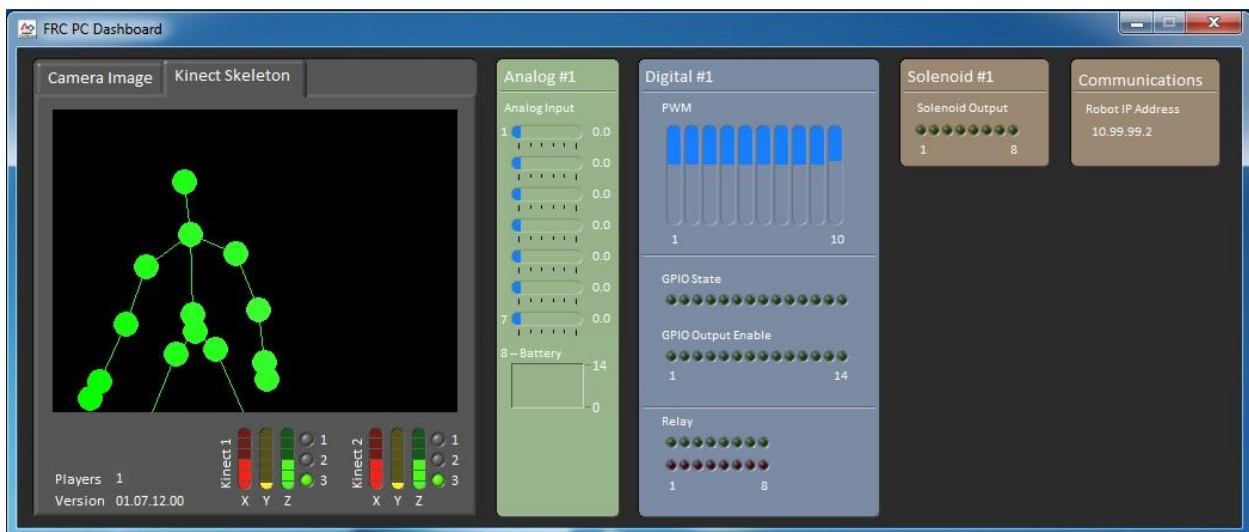 FRC PC Dashboard
Camera Image
Kinect Skeleton
Players 1
Version 01.07.12.00
Kinect 1
X Y Z
1
2
3
Kinect 2
X Y Z
1
2
3
Analog #1
Analog Input
1 0.0
0.0
0.0
0.0
0.0
0.0
7 0.0
8 – Battery
14
0
Digital #1
PWM
1 10
GPIO State
GPIO Output Enable
1 14
Relay
1 8
Solenoid #1
Solenoid Output
1 8
Communications
Robot IP Address
10.99.99.2